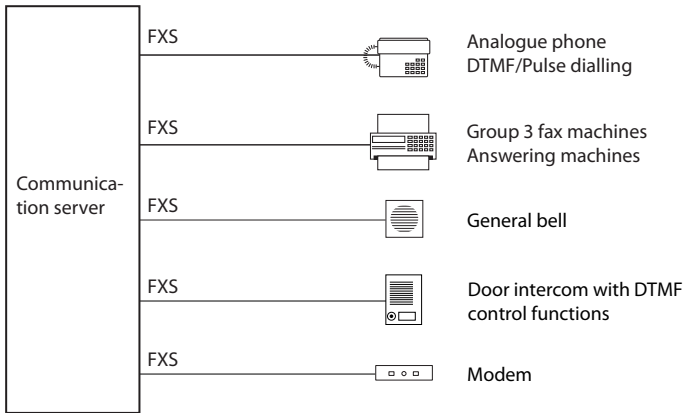 Communica-
tion server
FXS
Analogue phone
DTMF/Pulse dialling
FXS
Group 3 fax machines
Answering machines
FXS
General bell
FXS
Door intercom with DTMF
control functions
FXS
Modem